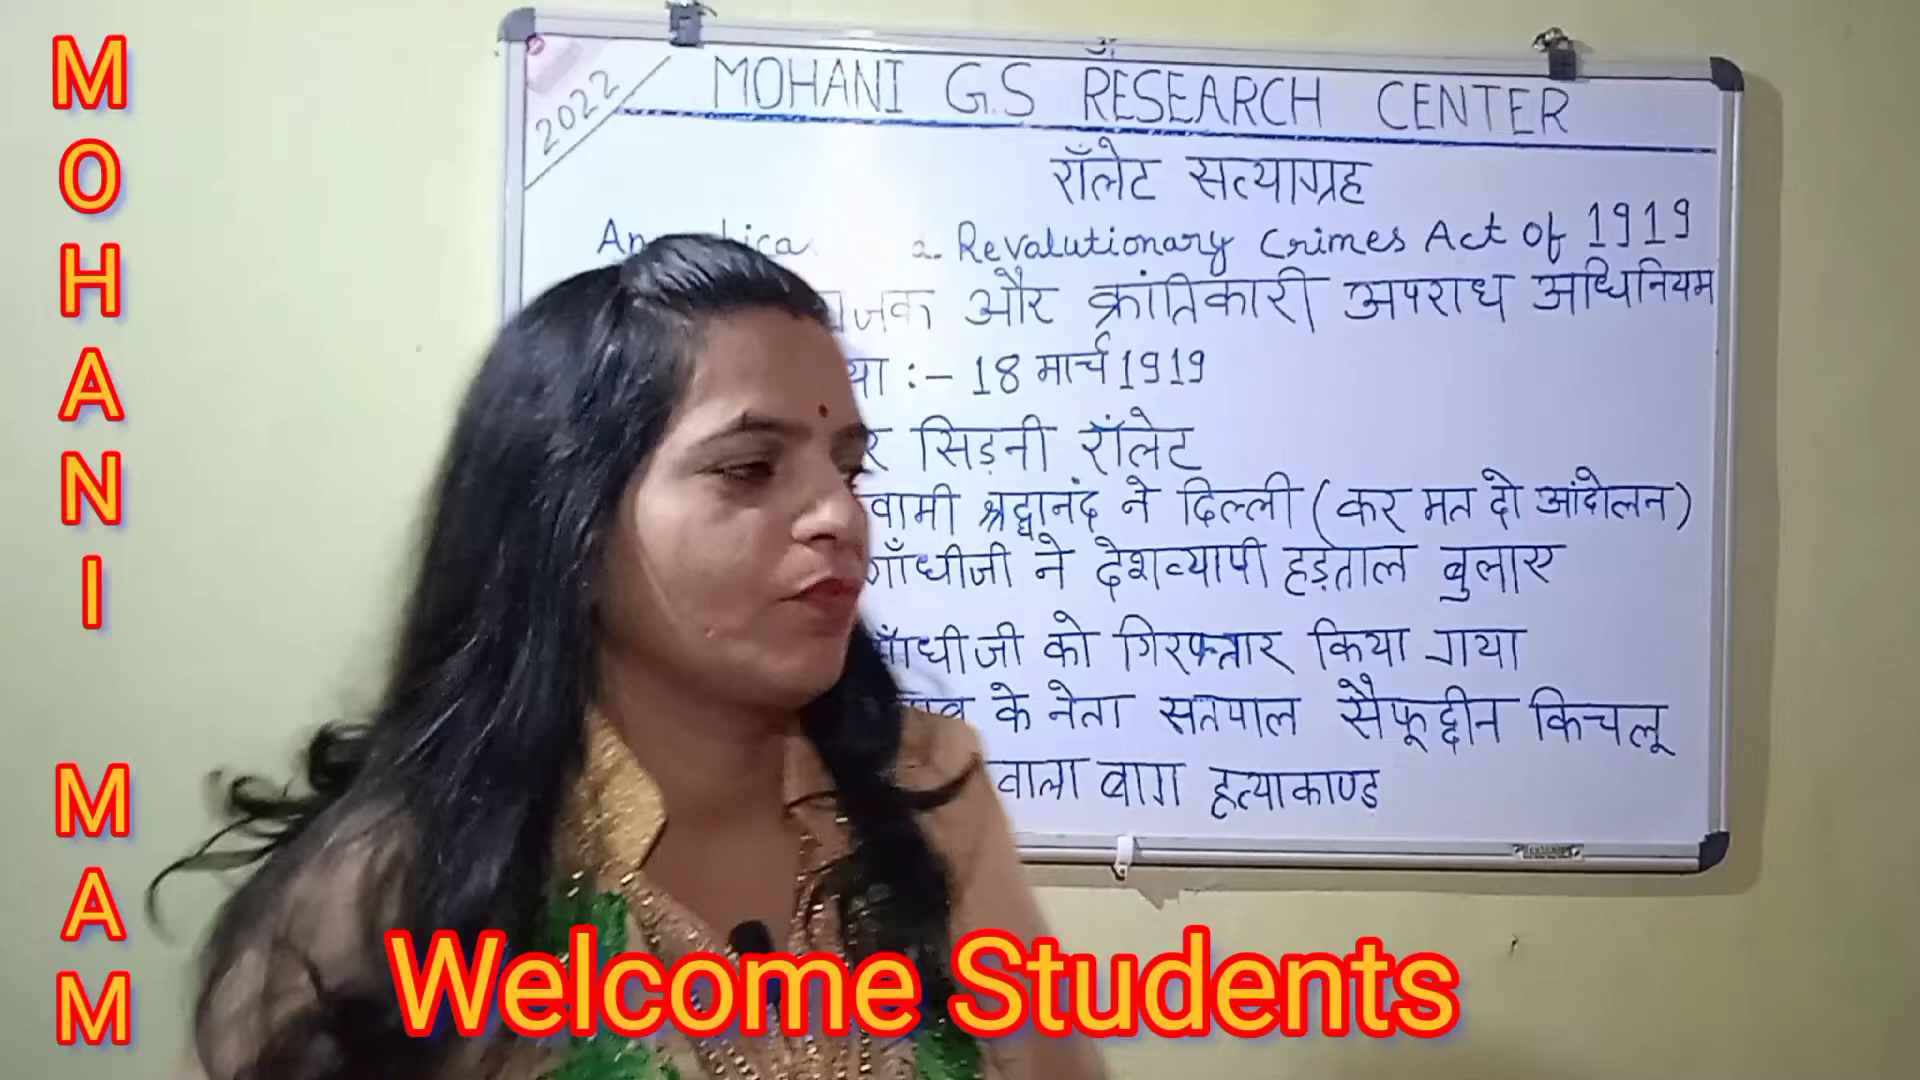 MOHANI MAM
2022
ॐ
MOHANI G.S RESEARCH CENTER
रॉलेट सत्याग्रह
Revalutionary Crimes Act Of 1919
और क्रांतिकारी अपराध अधिनियम
:- 18 मार्च 1919
सिडनी रॉलेट
श्रद्धानंद ने दिल्ली (कर मत दो आंदोलन)
गाँधीजी ने देशव्यापी हड़ताल बुलाए
गाँधीजी को गिरफ्तार किया गया
के नेता सतपाल सैफूद्दीन किचलू
वाला बाग हत्याकाण्ड
Welcome Students